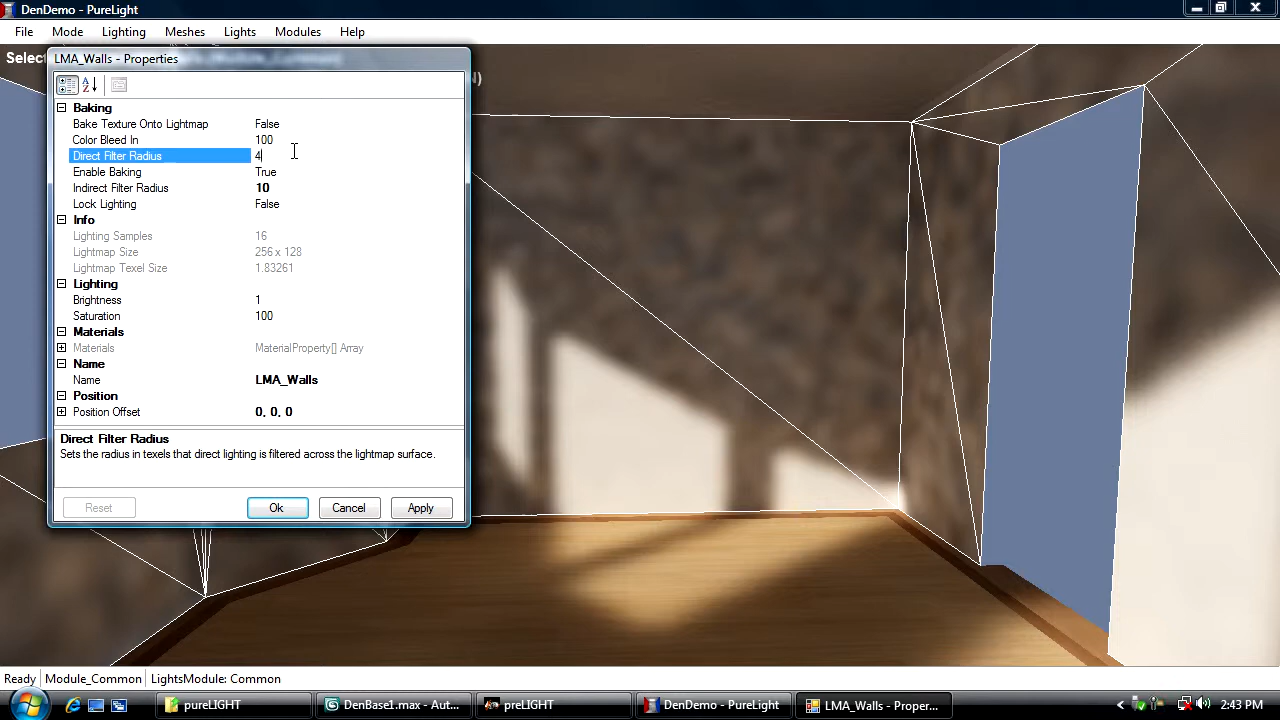 DenDemo - PureLight
File Mode Lighting Meshes Lights Modules Help
Selec
N)
LMA_Walls - Properties
Baking
Bake Texture Onto Lightmap False
Color Bleed In 100
Direct Filter Radius 4
Enable Baking True
Indirect Filter Radius 10
Lock Lighting False
Info
Lighting Samples 16
Lightmap Size 256 x 128
Lightmap Texel Size 1.83261
Lighting
Brightness 1
Saturation 100
Materials
Materials MaterialProperty[] Array
Name
Name LMA_Walls
Position
Position Offset 0, 0, 0
Direct Filter Radius
Sets the radius in texels that direct lighting is filtered across the lightmap surface.
Reset Ok Cancel Apply
Ready Module_Common LightsModule: Common
pureLIGHT DenBase1.max - Aut... preLIGHT DenDemo - PureLight LMA_Walls - Proper... 2:43 PM